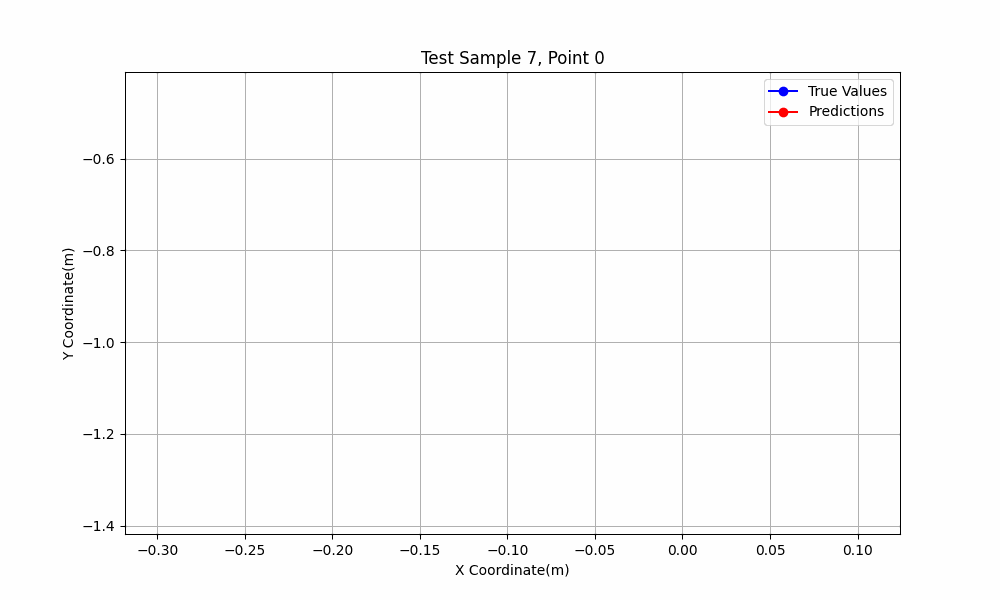 Test Sample 7, Point 0
True Values
Predictions
−0.6
−0.8
−1.0
−1.2
−1.4
Y Coordinate(m)
−0.30 −0.25 −0.20 −0.15 −0.10 −0.05 0.00 0.05 0.10
X Coordinate(m)